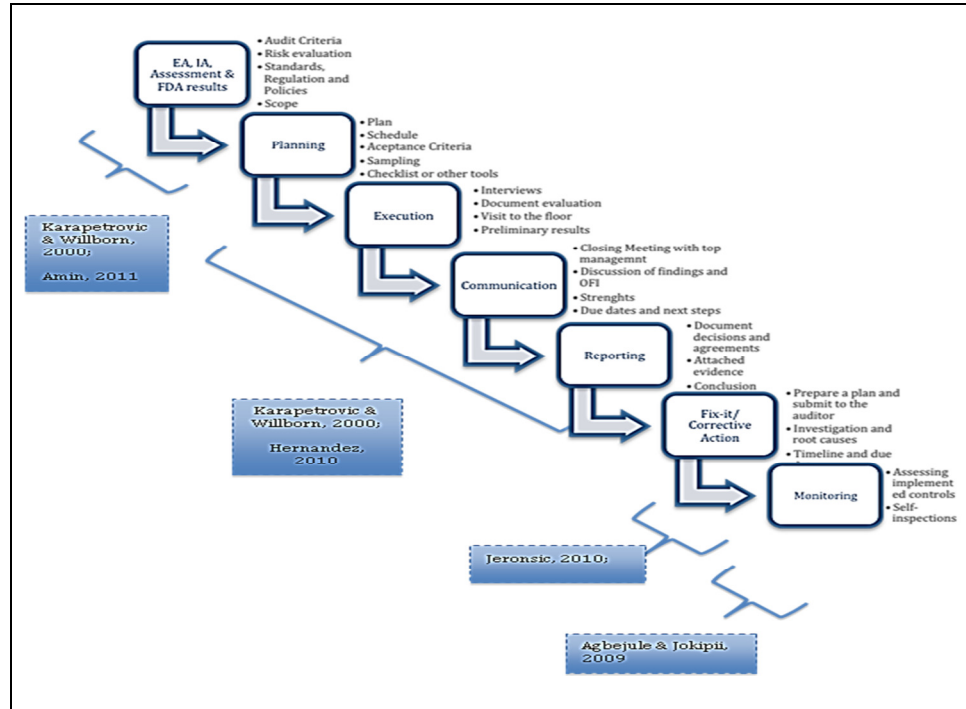 EA, IA,
Assessment &
FDA results
• Audit Criteria
• Risk evaluation
• Standards,
Regulation and
Policies
• Scope
Planning
• Plan
• Schedule
• Aceptance Criteria
• Sampling
• Checklist or other tools
Execution
• Interviews
• Document evaluation
• Visit to the floor
• Preliminary results
Karapetrovic
& Willborn,
2000;
Amin, 2011
Communication
• Closing Meeting with top
managemnt
• Discussion of findings and
OFI
• Strenghts
• Due dates and next steps
Reporting
• Document
decisions and
agreements
• Attached
evidence
• Conclusion
Karapetrovic &
Willborn, 2000;
Hernandez,
2010
Fix-it/
Corrective
Action
• Prepare a plan and
submit to the
auditor
• Investigation and
root causes
• Timeline and due
Monitoring
• Assessing
implement
ed controls
• Self-
inspections
Jeronsic, 2010;
Agbejule & Jokipii,
2009